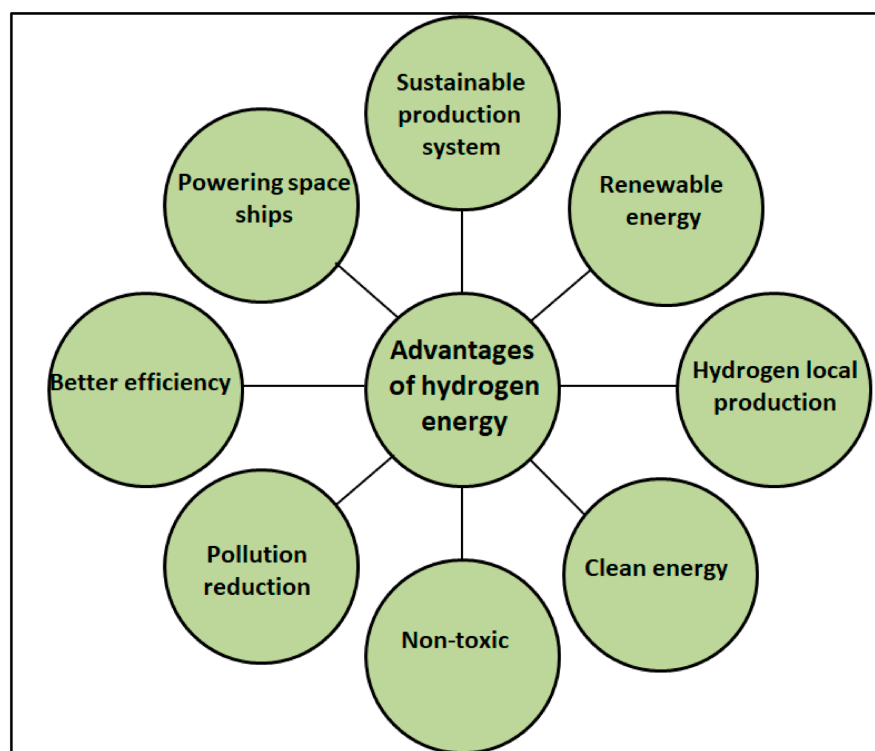 Sustainable
production
system
Powering space
ships
Renewable
energy
Advantages
of hydrogen
energy
Better efficiency
Hydrogen local
production
Pollution
reduction
Clean energy
Non-toxic